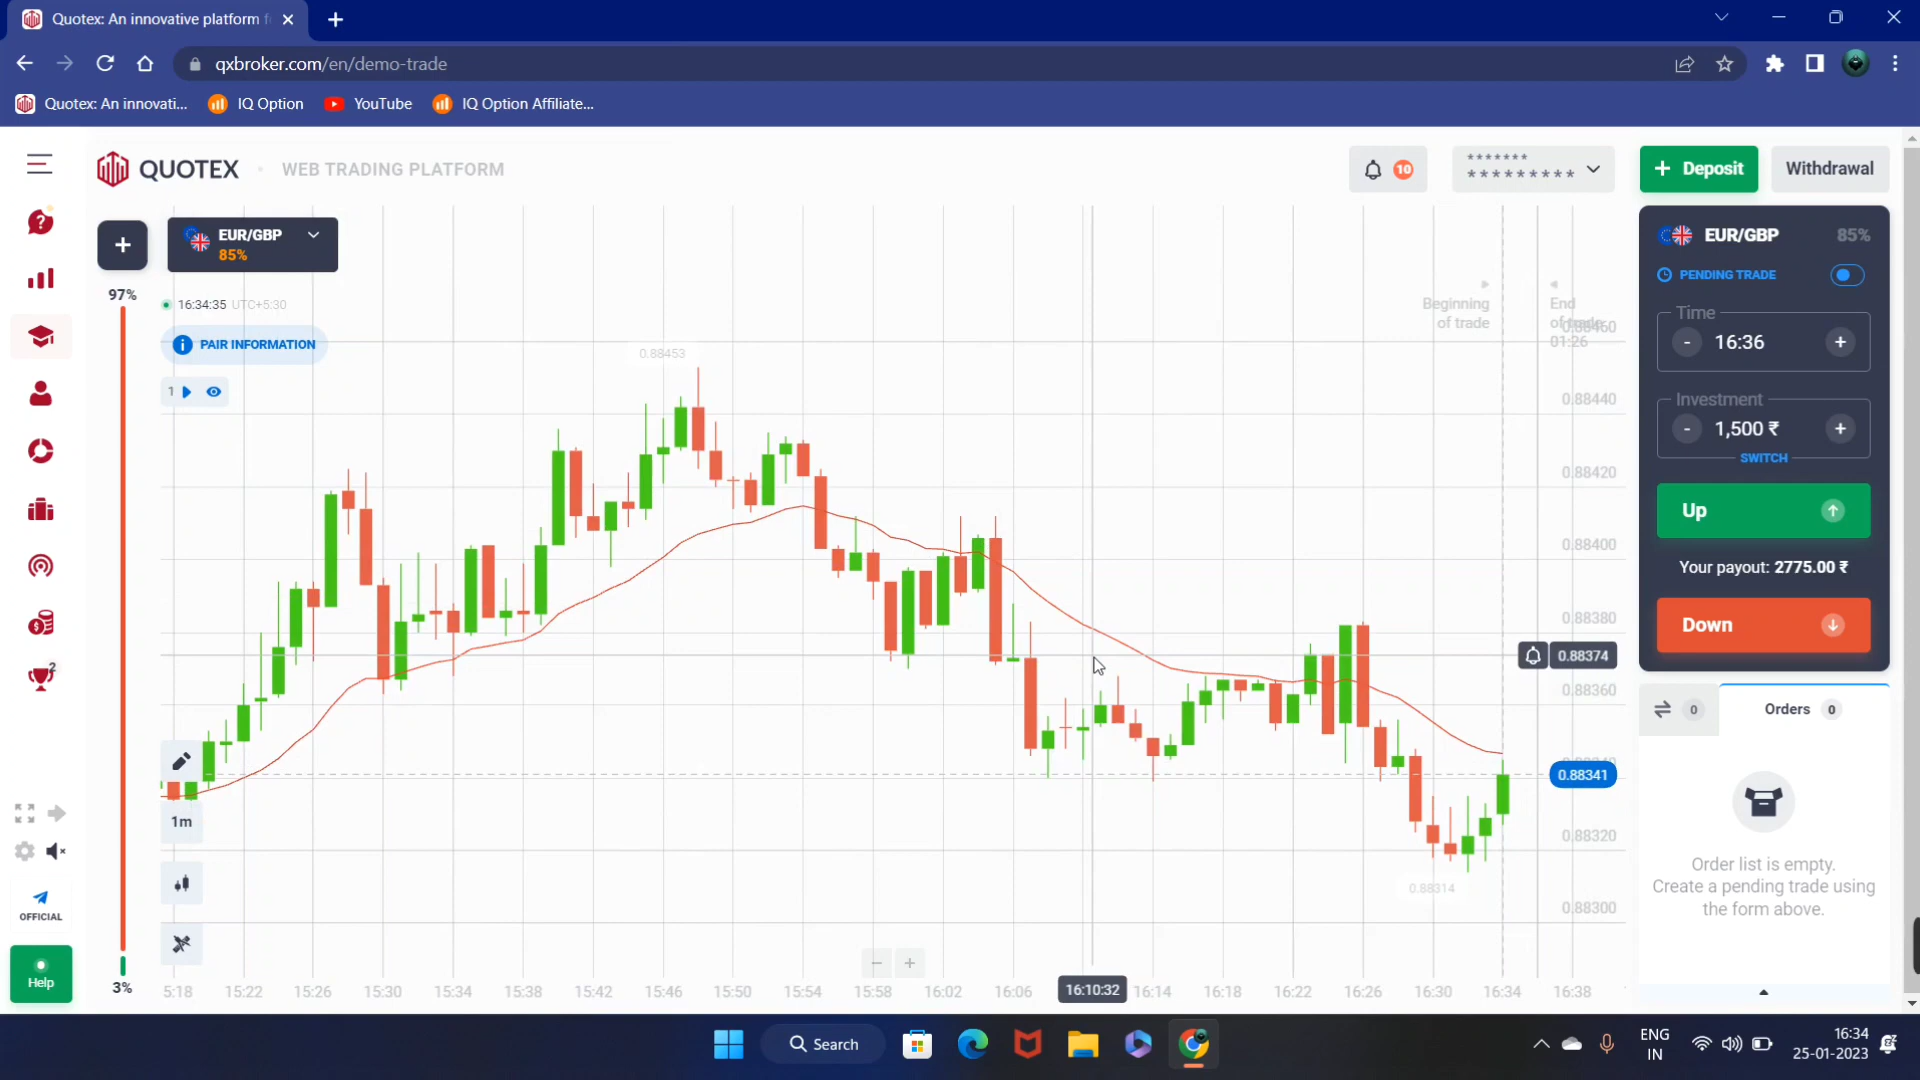 Quotex: An innovative platform f
qxbroker.com/en/demo-trade
Quotex: An innovati...
IQ Option
YouTube
IQ Option Affiliate...
QUOTEX
WEB TRADING PLATFORM
10
*******
*********
+ Deposit
Withdrawal
+
EUR/GBP
85%
97%
16:34:35 UTC+5:30
PAIR INFORMATION
1
0.88453
Beginning
of trade
End
of trade
01:26
0.88460
0.88440
0.88420
0.88400
0.88380
0.88374
0.88360
0.88341
0.88320
0.88314
0.88300
1m
2
OFFICIAL
Help
3%
- +
5:18
15:22
15:26
15:30
15:34
15:38
15:42
15:46
15:50
15:54
15:58
16:02
16:06
16:10:32
16:14
16:18
16:22
16:26
16:30
16:34
16:38
EUR/GBP
85%
PENDING TRADE
Time
- 16:36 +
Investment
- 1,500 ₹ +
SWITCH
Up
Your payout: 2775.00 ₹
Down
0
Orders 0
Order list is empty.
Create a pending trade using
the form above.
Search
ENG
IN
16:34
25-01-2023